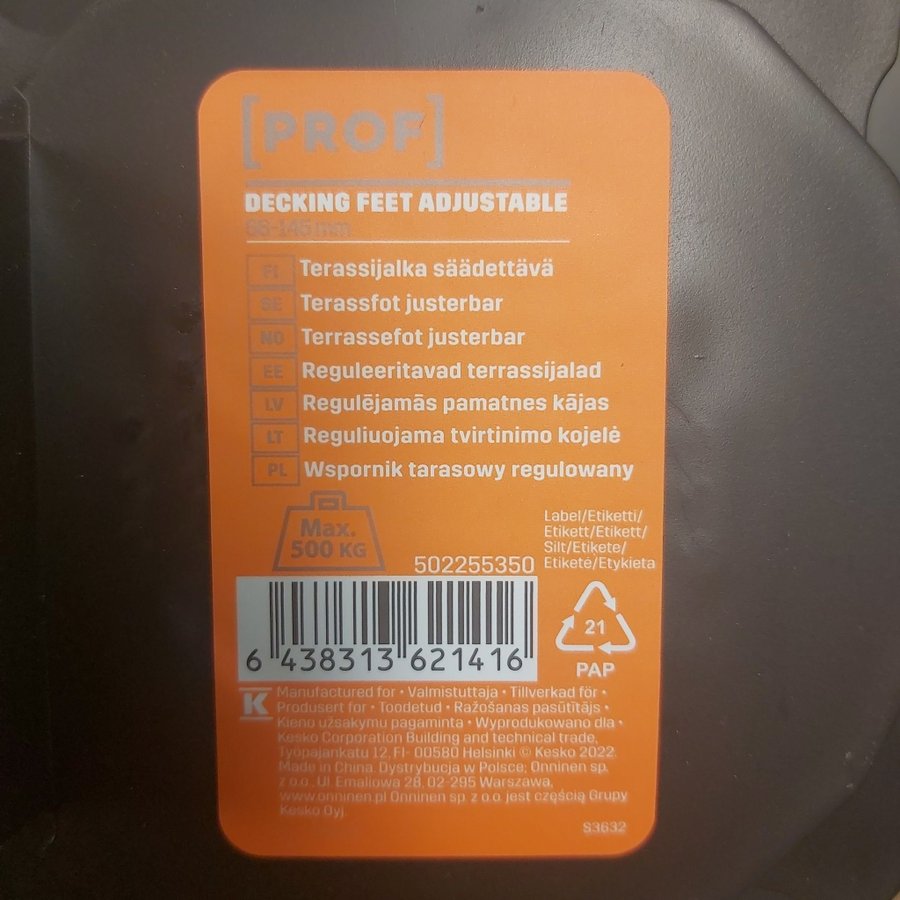 [PROF]
DECKING FEET ADJUSTABLE
68-145 mm
FI Terassijalka säädettävä
SE Terassfot justerbar
NO Terrassefot justerbar
EE Reguleeritavad terrassijalad
LV Regulējamās pamatnes kājas
LT Reguliuojama tvirtinimo kojelė
PL Wspornik tarasowy regulowany
Max.
500 KG
502255350
Label/Etiketti/
Etikett/Etikett/
Silt/Etikete/
Etiketė/Etykieta
6 438313 621416
21
PAP
K
Manufactured for • Valmistuttaja • Tillverkad för •
Produsert for • Toodetud • Ražošanas pasūtītājs •
Kieno užsakymu pagaminta • Wyprodukowano dla •
Kesko Corporation Building and technical trade,
Työpajankatu 12, FI- 00580 Helsinki © Kesko 2022.
Made in China. Dystrybucja w Polsce: Onninen sp.
z o.o., Ul. Emaliowa 28, 02-295 Warszawa,
www.onninen.pl Onninen sp. z o.o. jest częścią Grupy
Kesko Oyj.
S3632